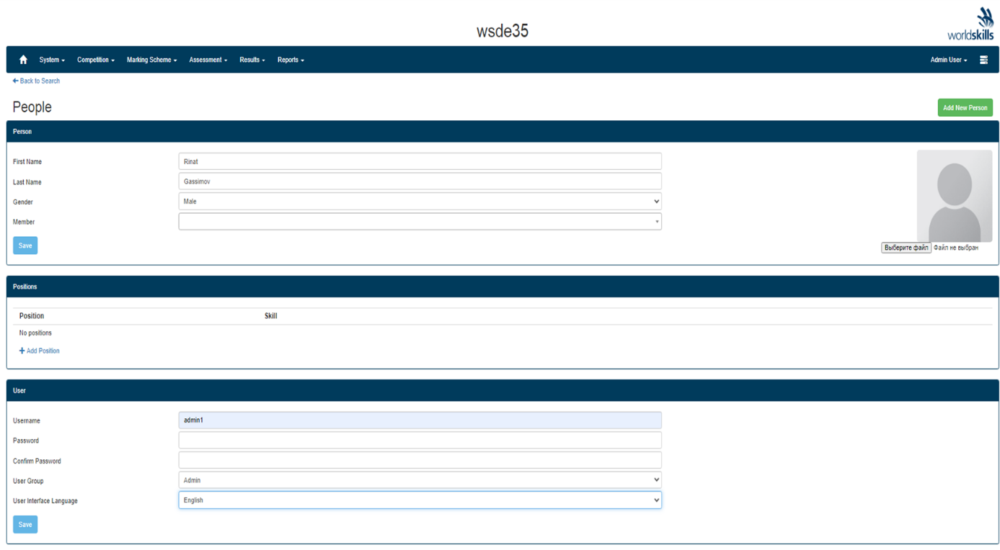 wsde35
worldskills
System Competition Marking Scheme Assessment Results Reports Admin User
Back to Search
People
Add New Person
Person
First Name Rinat
Last Name Gassimov
Gender Male
Member
Save
Выберите файл Файл не выбран
Positions
Position Skill
No positions
+ Add Position
User
Username admin1
Password
Confirm Password
User Group Admin
User Interface Language English
Save